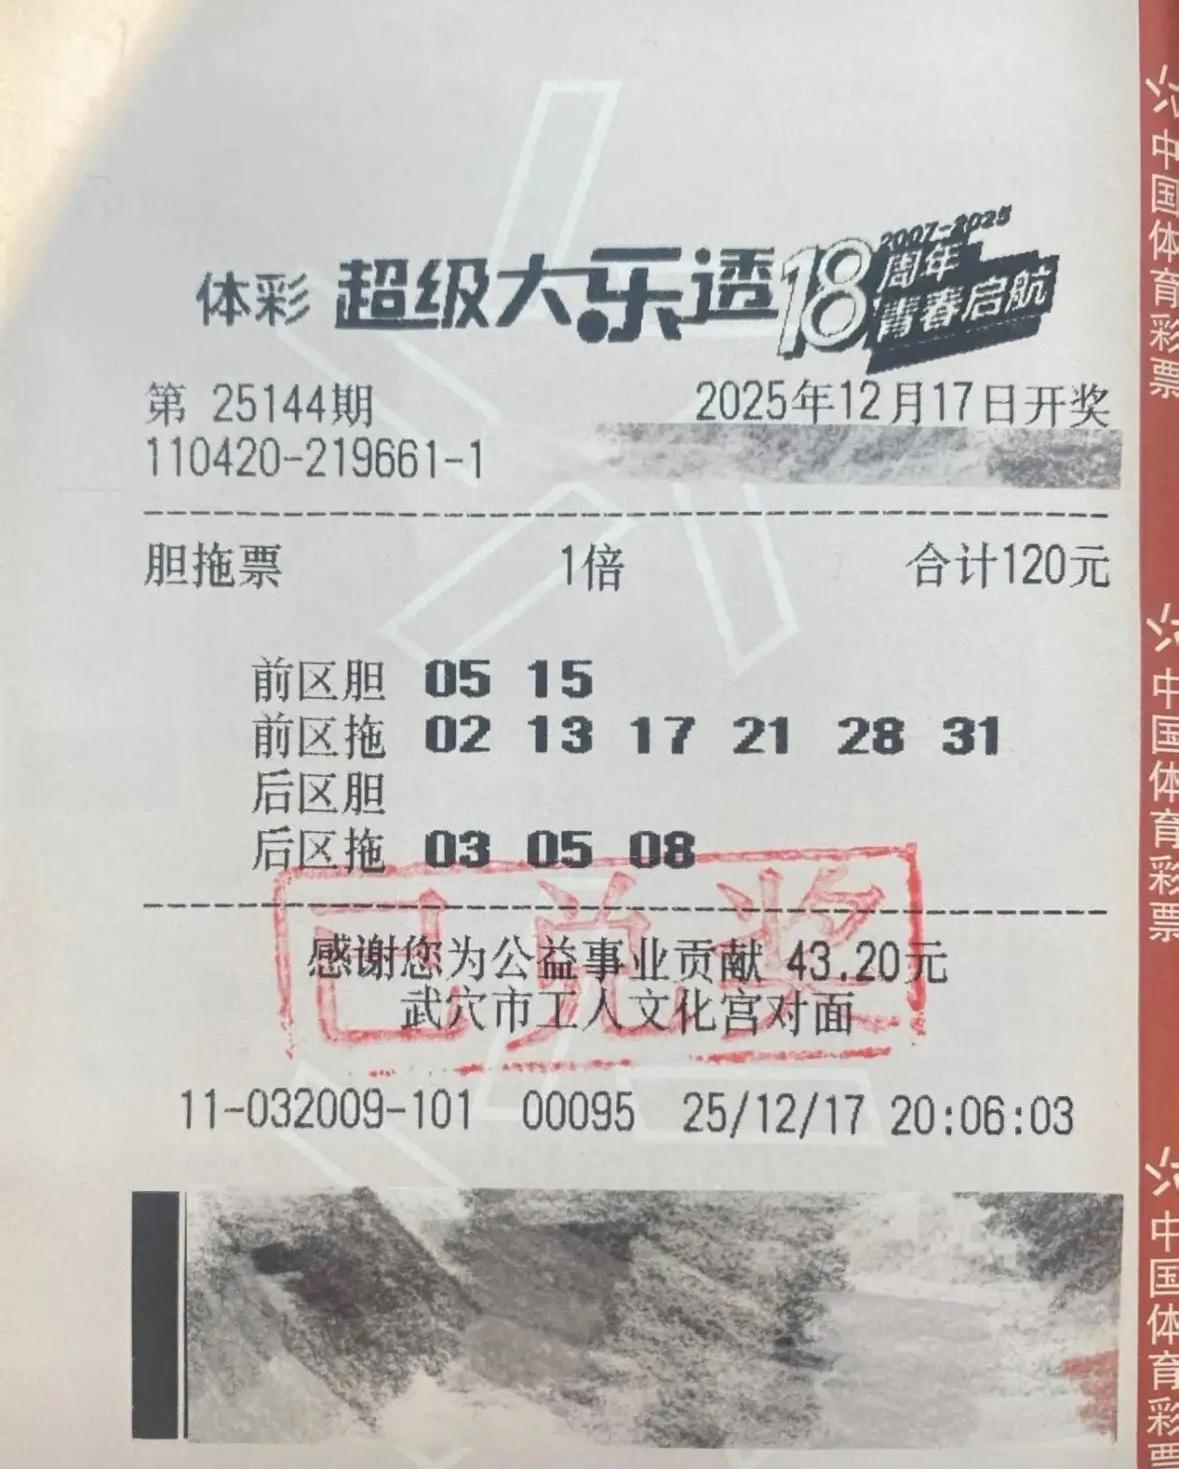 体彩 超级大乐透 18周年 2007-2025 青春启航
第 25144期 2025年12月17日开奖
110420-219661-1
胆拖票 1倍 合计120元
前区胆 05 15
前区拖 02 13 17 21 28 31
后区胆
后区拖 03 05 08
已兑奖
感谢您为公益事业贡献 43.20元
武穴市工人文化宫对面
11-032009-101 00095 25/12/17 20:06:03
中国体育彩票
中国体育彩票
中国体育彩票